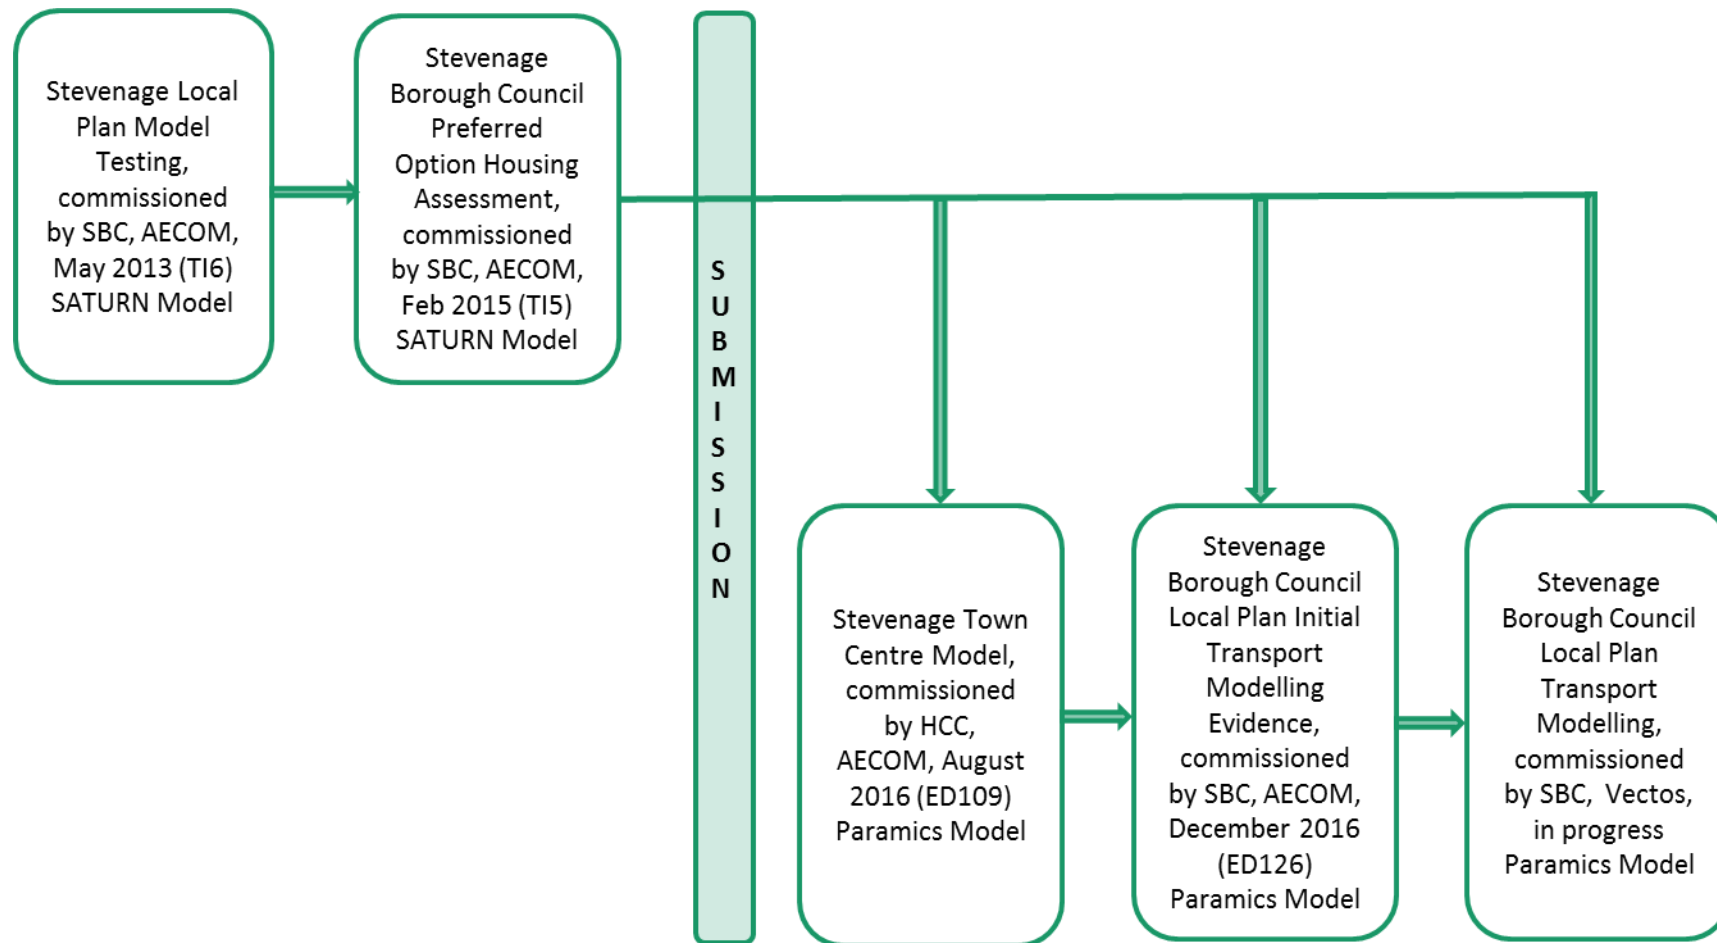 Stevenage Local
Plan Model
Testing,
commissioned
by SBC, AECOM,
May 2013 (TI6)
SATURN Model
Stevenage
Borough Council
Preferred
Option Housing
Assessment,
commissioned
by SBC, AECOM,
Feb 2015 (TI5)
SATURN Model
S
U
B
M
I
S
S
I
O
N
Stevenage Town
Centre Model,
commissioned
by HCC,
AECOM, August
2016 (ED109)
Paramics Model
Stevenage
Borough Council
Local Plan Initial
Transport
Modelling
Evidence,
commissioned
by SBC, AECOM,
December 2016
(ED126)
Paramics Model
Stevenage
Borough Council
Local Plan
Transport
Modelling,
commissioned
by SBC,  Vectos,
in progress
Paramics Model